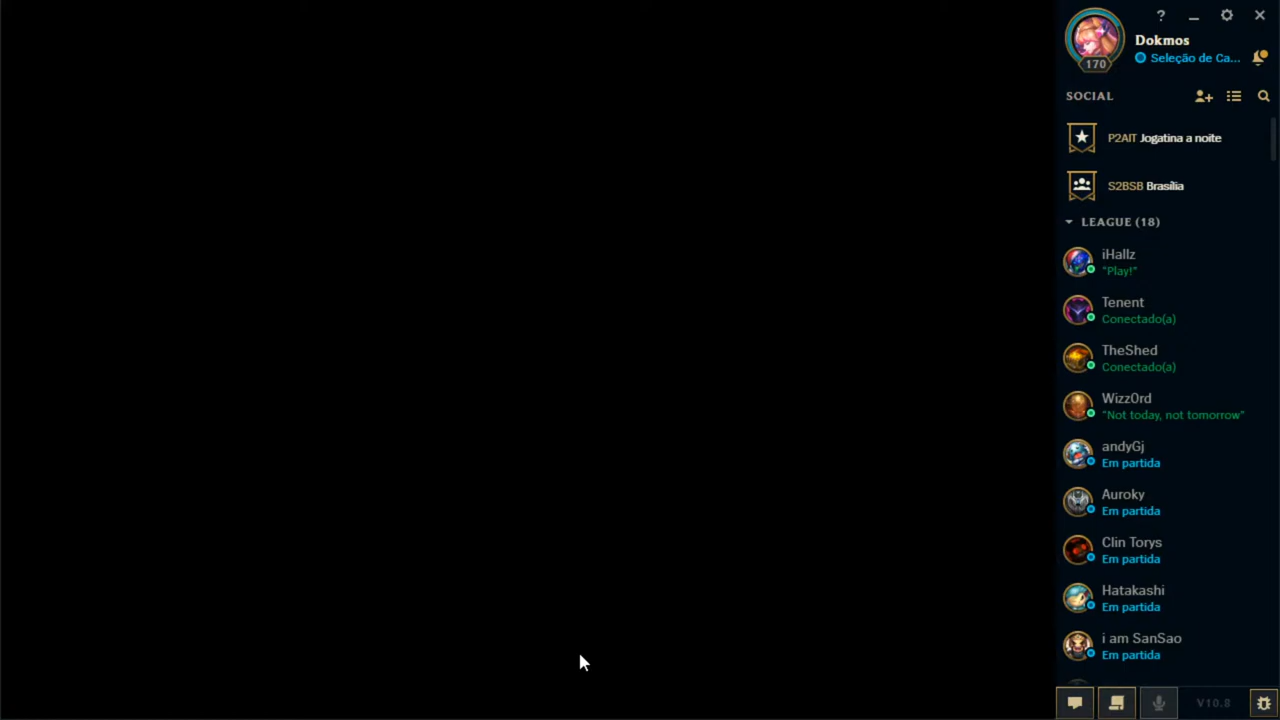 ?
Dokmos
170
Seleção de Ca...
SOCIAL
P2AIT Jogatina a noite
S2BSB Brasília
LEAGUE (18)
iHallz
"Play!"
Tenent
Conectado(a)
TheShed
Conectado(a)
Wizz0rd
"Not today, not tomorrow"
andyGj
Em partida
Auroky
Em partida
Clin Torys
Em partida
Hatakashi
Em partida
i am SanSao
Em partida
V10.8